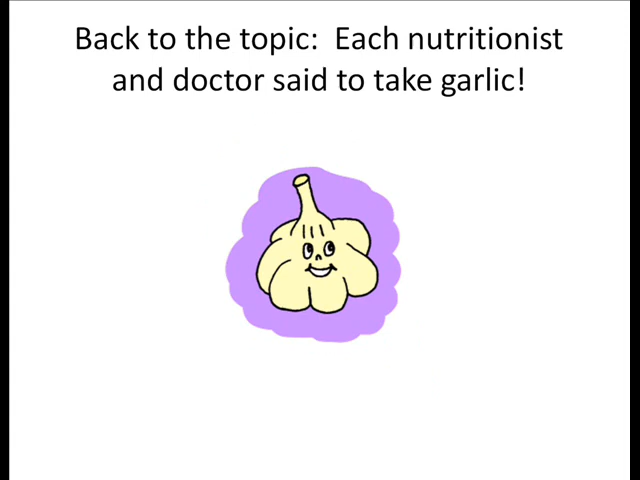 Back to the topic:  Each nutritionist
and doctor said to take garlic!